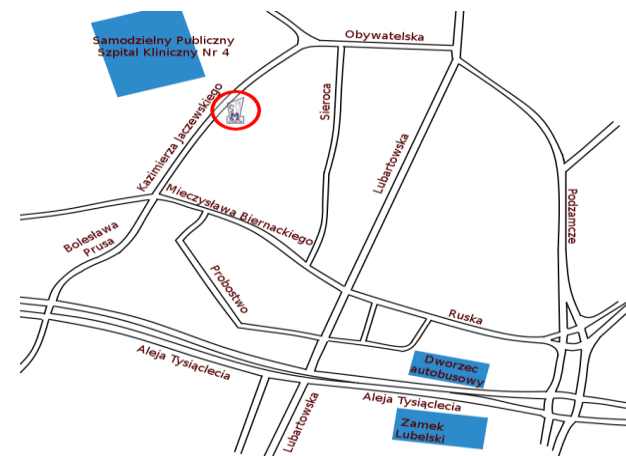 Samodzielny Publiczny
Szpital Kliniczny Nr 4
Obywatelska
Kazimierza Jaczewskiego
Sieroca
Lubartowska
Podzamcze
Mieczysława Biernackiego
Bolesława
Prusa
Probostwo
Ruska
Aleja Tysiąclecia
Dworzec
autobusowy
Aleja Tysiąclecia
Lubartowska
Zamek
Lubelski